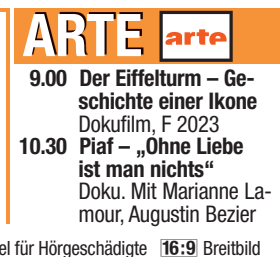 ARTE arte
9.00 Der Eiffelturm – Ge-
schichte einer Ikone
Dokufilm, F 2023
10.30 Piaf – „Ohne Liebe
ist man nichts“
Doku. Mit Marianne La-
mour, Augustin Bezier
für Hörgeschädigte 16:9 Breitbild